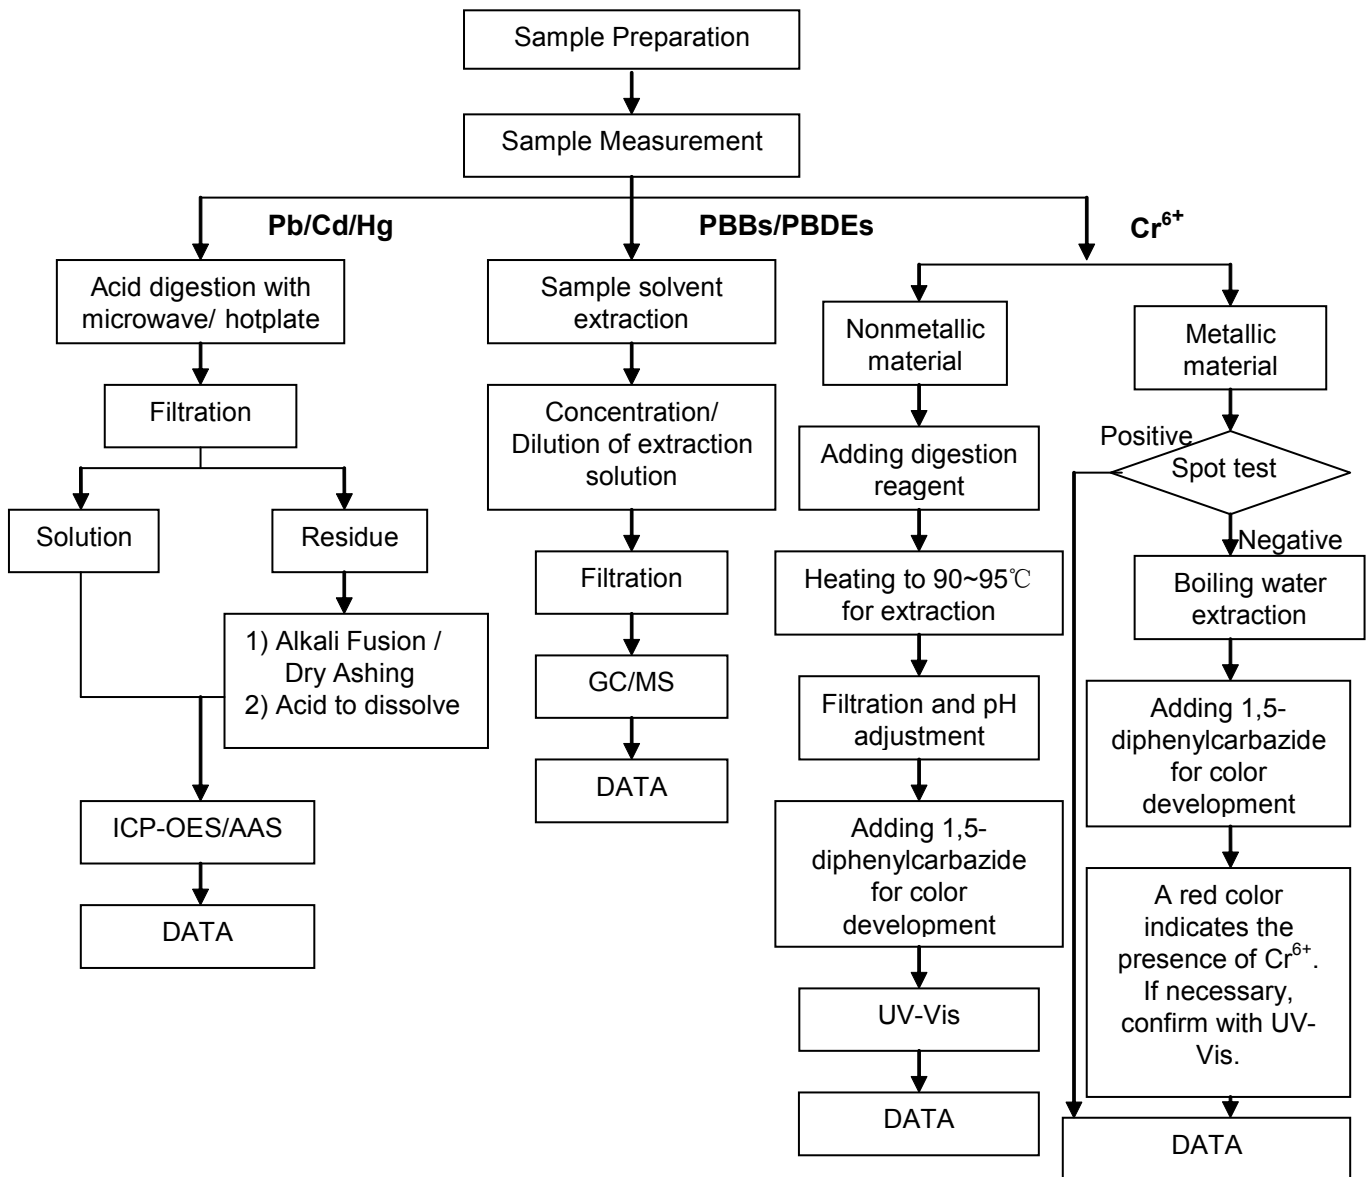 Sample Preparation
Sample Measurement
Pb/Cd/Hg
PBBs/PBDEs
Cr⁶⁺
Acid digestion with
microwave/ hotplate
Filtration
Solution
Residue
1) Alkali Fusion /
Dry Ashing
2) Acid to dissolve
ICP-OES/AAS
DATA
Sample solvent
extraction
Concentration/
Dilution of extraction
solution
Filtration
GC/MS
DATA
Nonmetallic
material
Adding digestion
reagent
Heating to 90~95℃
for extraction
Filtration and pH
adjustment
Adding 1,5-
diphenylcarbazide
for color
development
UV-Vis
DATA
Metallic
material
Positive
Spot test
Negative
Boiling water
extraction
Adding 1,5-
diphenylcarbazide
for color
development
A red color
indicates the
presence of Cr⁶⁺.
If necessary,
confirm with UV-
Vis.
DATA